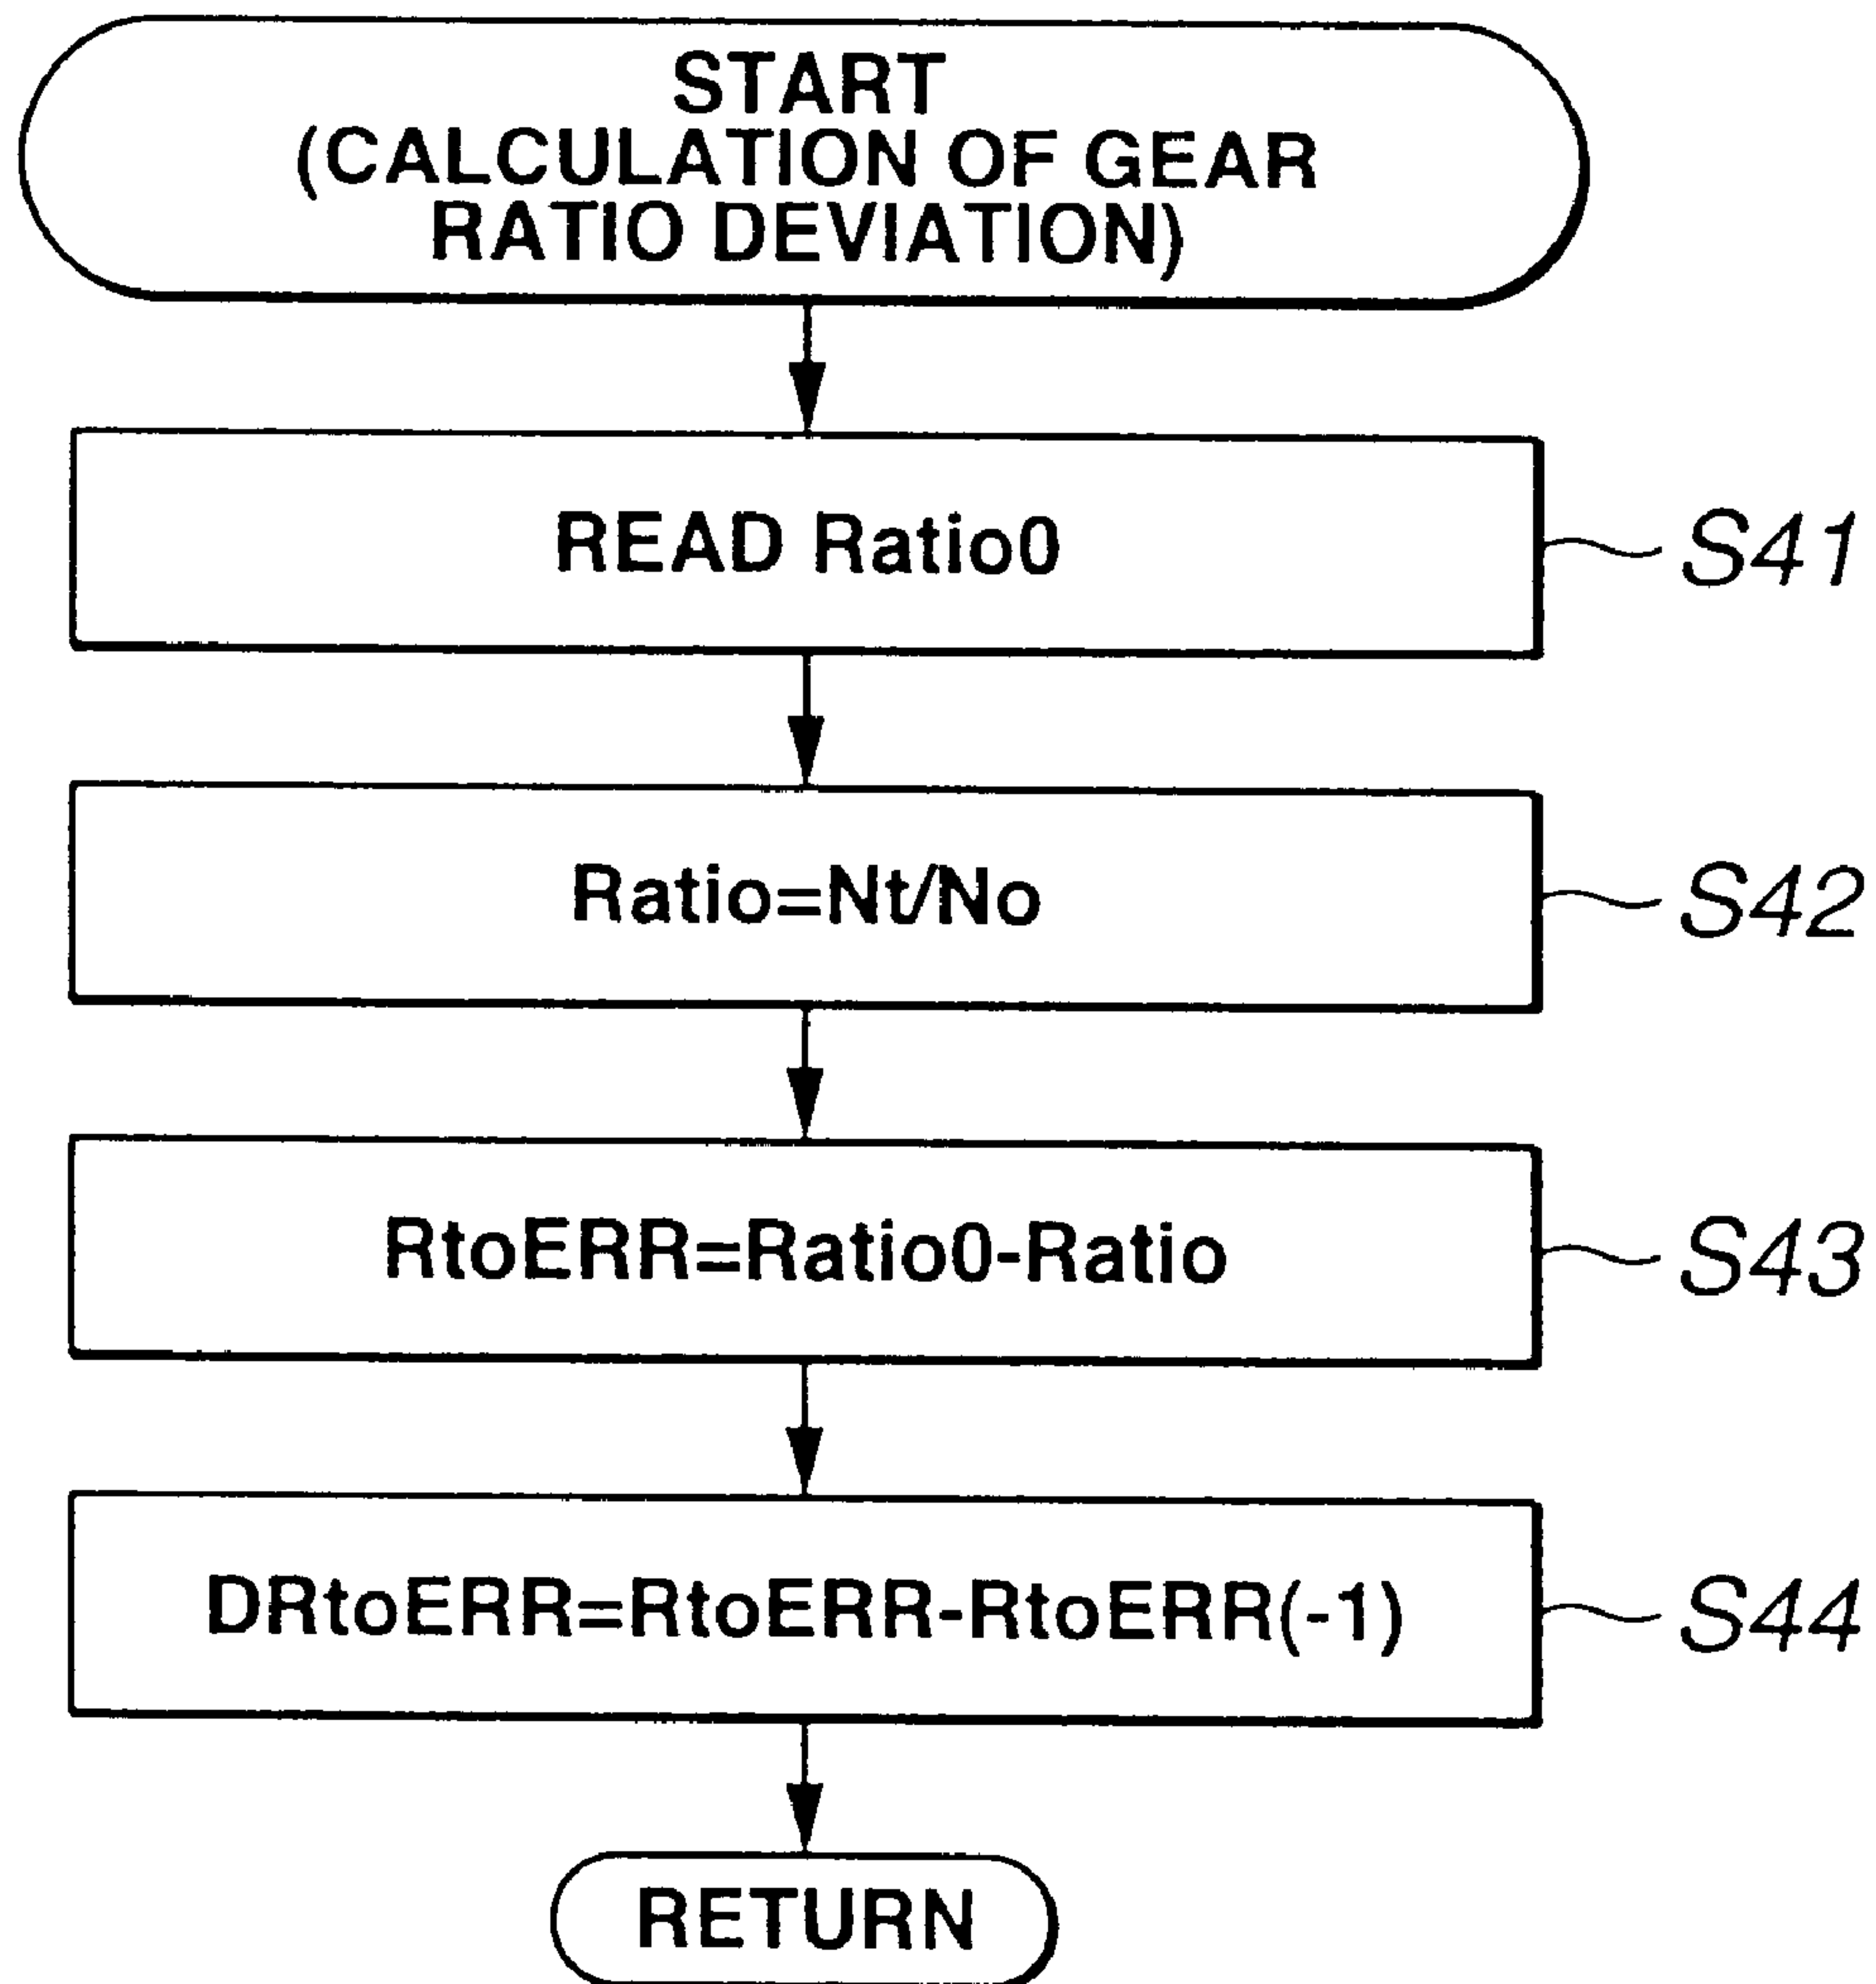 START
(CALCULATION OF GEAR
RATIO DEVIATION)
READ Ratio0
S41
Ratio=Nt/No
S42
RtoERR=Ratio0-Ratio
S43
DRtoERR=RtoERR-RtoERR(-1)
S44
RETURN